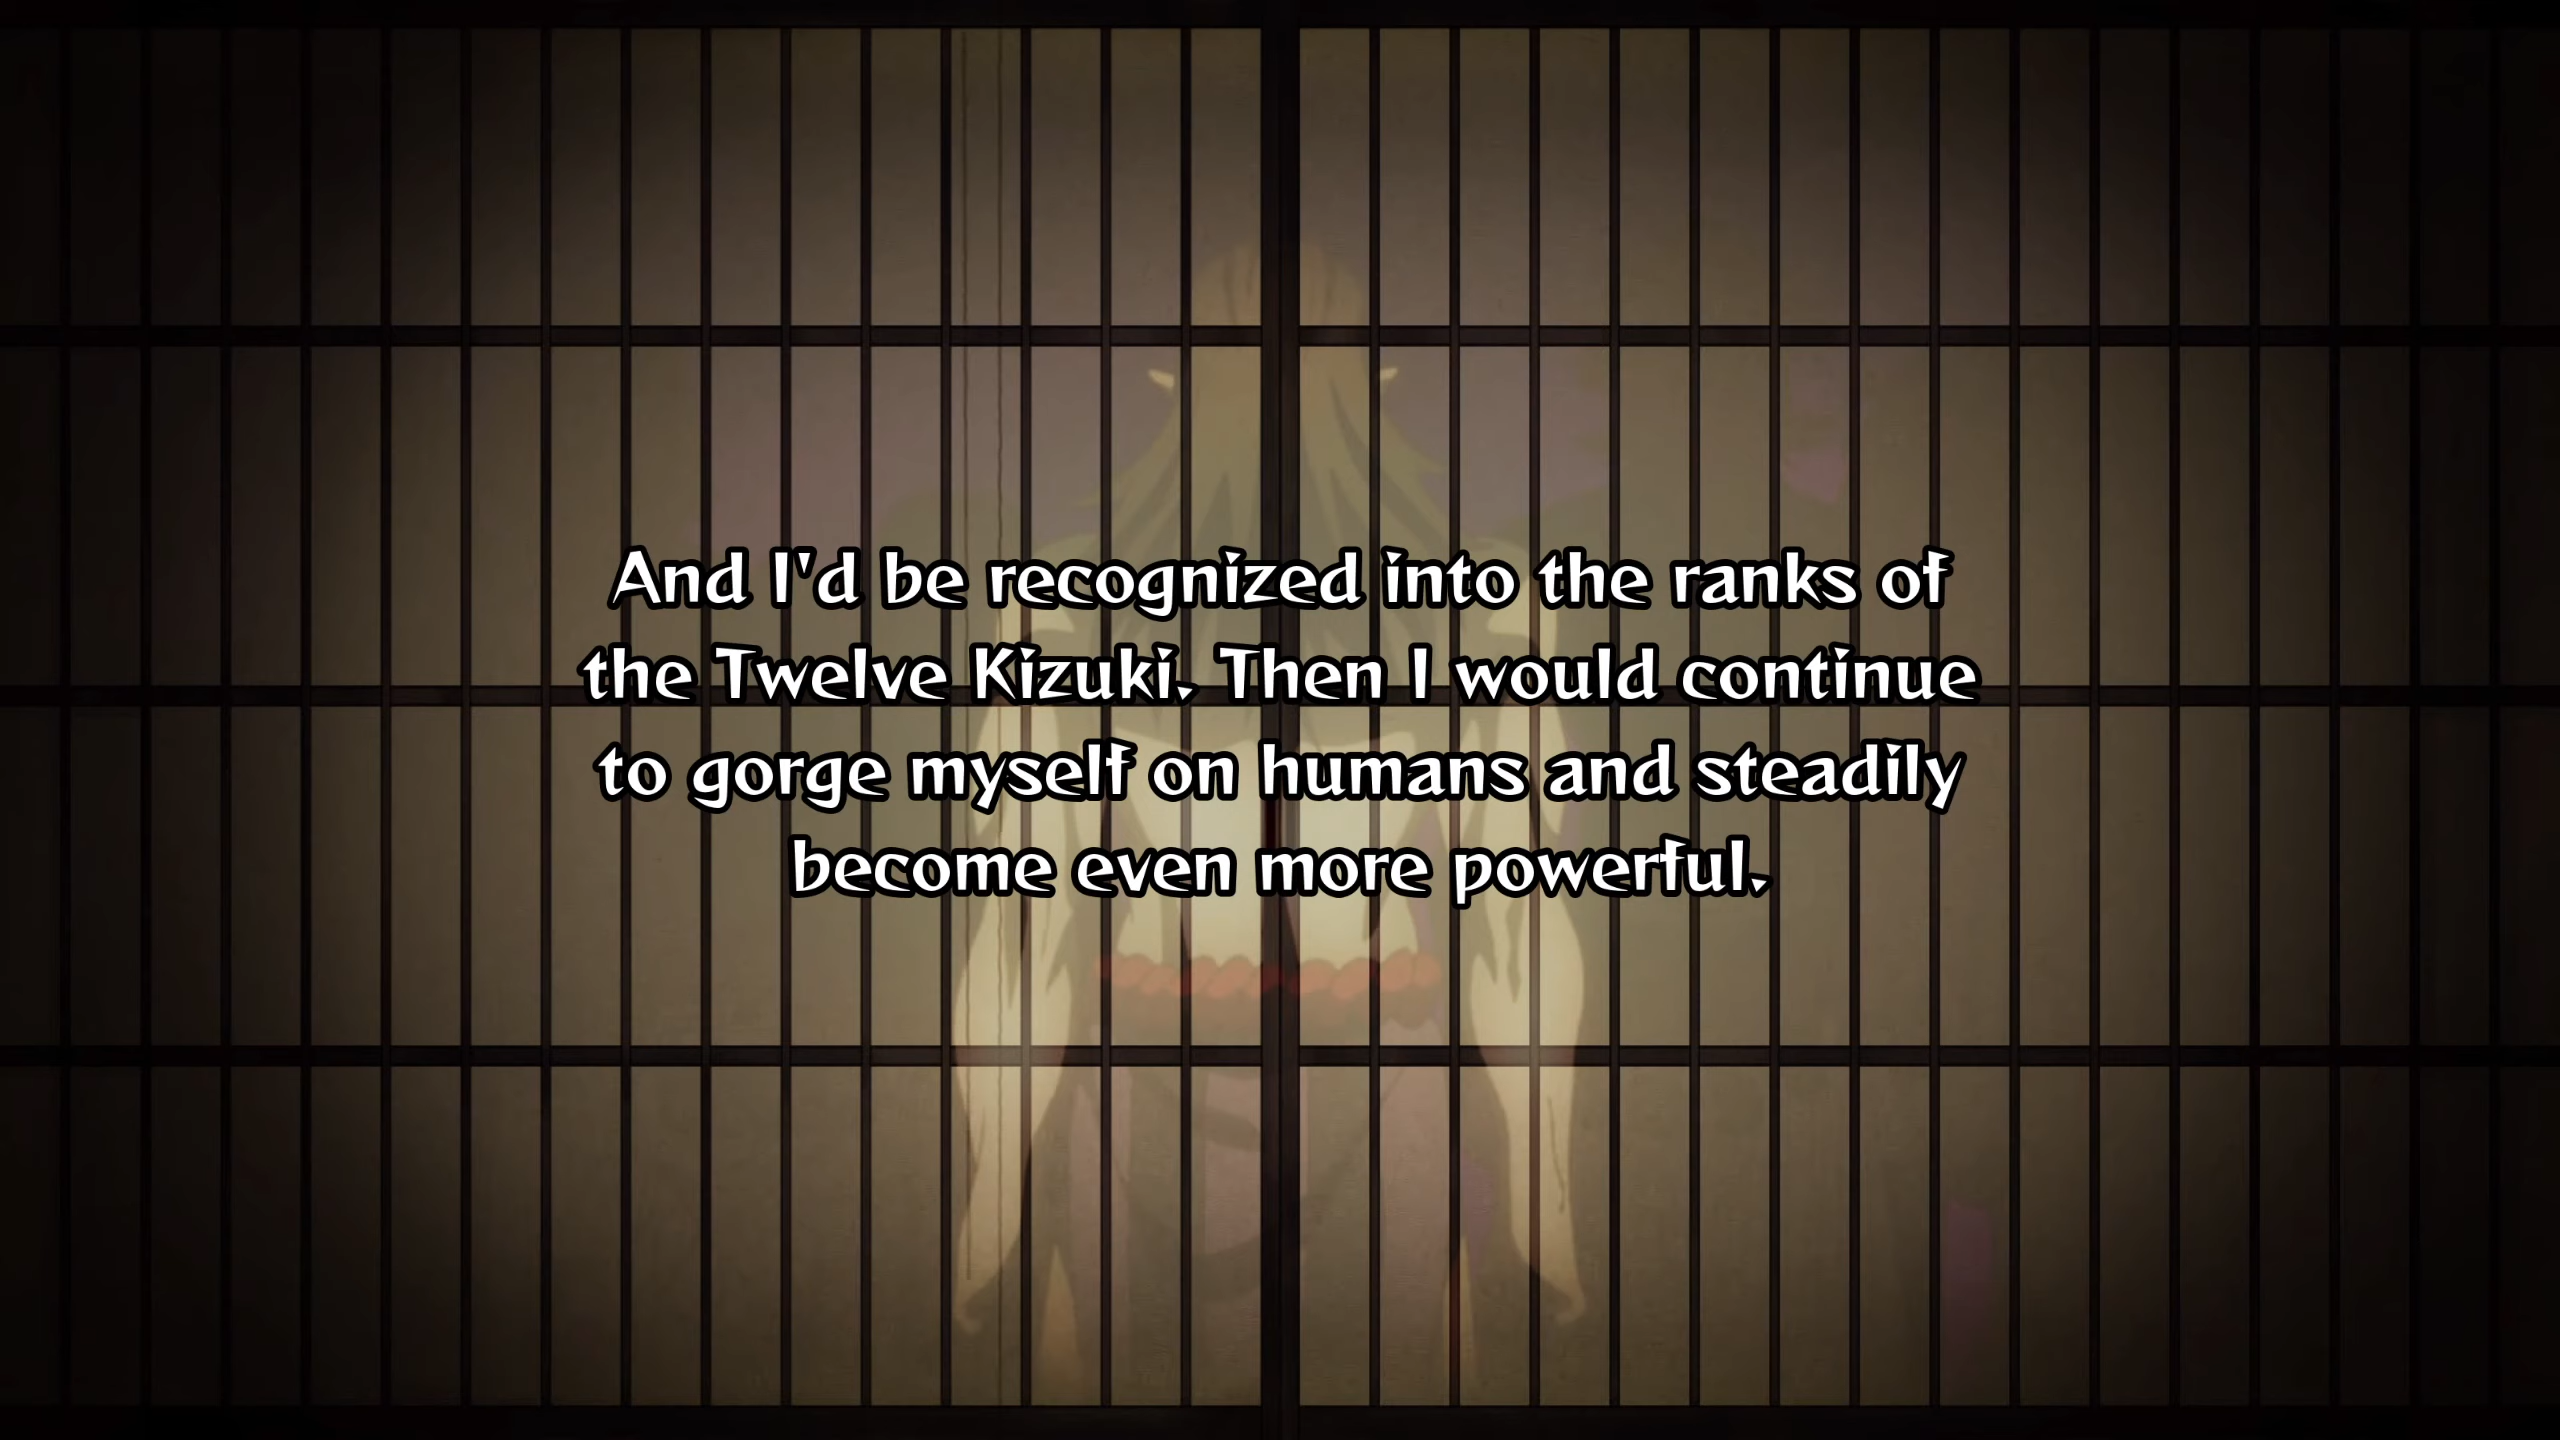 And I'd be recognized into the ranks of
the Twelve Kizuki. Then I would continue
to gorge myself on humans and steadily
become even more powerful.